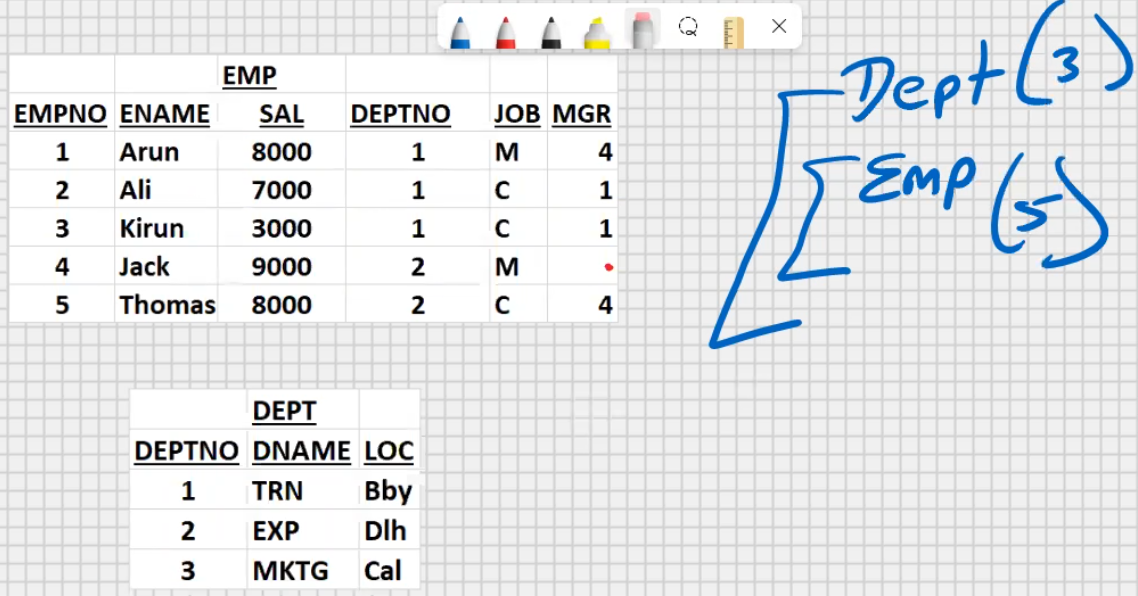 EMP
EMPNO ENAME SAL DEPTNO JOB MGR
1 Arun 8000 1 M 4
2 Ali 7000 1 C 1
3 Kirun 3000 1 C 1
4 Jack 9000 2 M
5 Thomas 8000 2 C 4
DEPT
DEPTNO DNAME LOC
1 TRN Bby
2 EXP Dlh
3 MKTG Cal
Dept (3)
Emp (5)